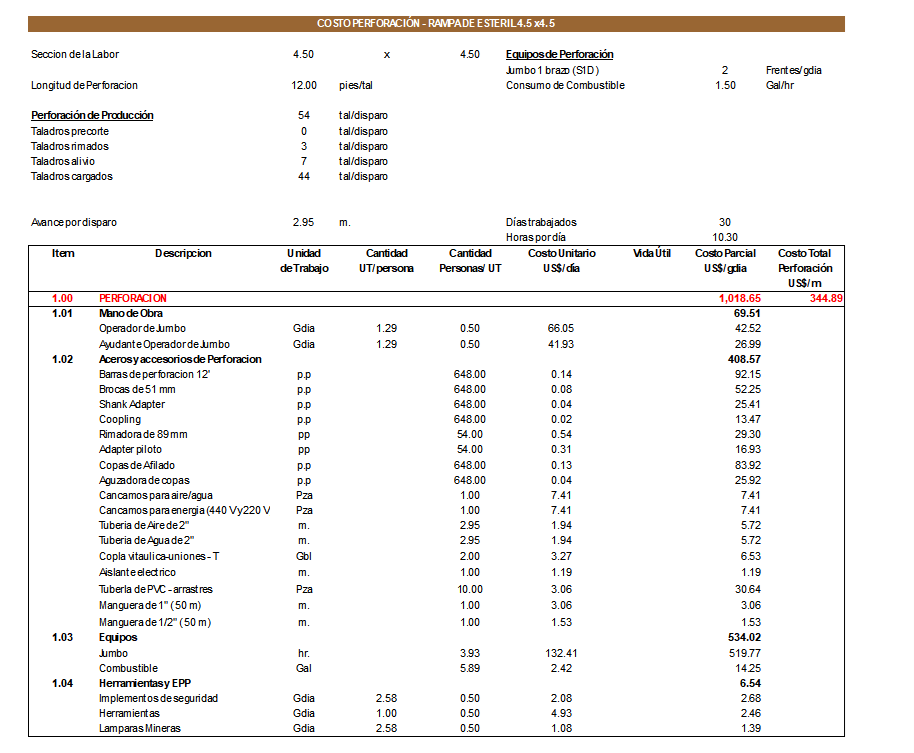 COSTO PERFORACIÓN - RAMPA DE ESTERIL 4.5 x4.5
Seccion de la Labor 4.50 x 4.50 Equipos de Perforación
Jumbo 1 brazo (S1D) 2 Frentes/gdia
Longitud de Perforacion 12.00 pies/tal Consumo de Combustible 1.50 Gal/hr
Perforación de Producción 54 tal/disparo
Taladros precorte 0 tal/disparo
Taladros rimados 3 tal/disparo
Taladros alivio 7 tal/disparo
Taladros cargados 44 tal/disparo
Avance por disparo 2.95 m. Días trabajados 30
Horas por día 10.30
Item Descripcion Unidad Cantidad Cantidad Costo Unitario Vida Útil Costo Parcial Costo Total
de Trabajo UT/persona Personas/ UT US$/dia US$/gdia Perforación
US$/m
1.00 PERFORACION 1,018.65 344.89
1.01 Mano de Obra 69.51
Operador de Jumbo Gdia 1.29 0.50 66.05 42.52
Ayudante Operador de Jumbo Gdia 1.29 0.50 41.93 26.99
1.02 Aceros y accesorios de Perforacion 408.57
Barras de perforacion 12' p.p 648.00 0.14 92.15
Brocas de 51 mm p.p 648.00 0.08 52.25
Shank Adapter p.p 648.00 0.04 25.41
Coopling p.p 648.00 0.02 13.47
Rimadora de 89 mm pp 54.00 0.54 29.30
Adapter piloto pp 54.00 0.31 16.93
Copas de Afilado p.p 648.00 0.13 83.92
Aguzadora de copas p.p 648.00 0.04 25.92
Cancamos para aire/agua Pza 1.00 7.41 7.41
Cancamos para energia (440 V y 220 V Pza 1.00 7.41 7.41
Tuberia de Aire de 2" m. 2.95 1.94 5.72
Tuberia de Agua de 2" m. 2.95 1.94 5.72
Copla vitaulica-uniones - T Gbl 2.00 3.27 6.53
Aislante electrico m. 1.00 1.19 1.19
Tuberia de PVC - arrastres Pza 10.00 3.06 30.64
Manguera de 1" (50 m) m. 1.00 3.06 3.06
Manguera de 1/2" (50 m) m. 1.00 1.53 1.53
1.03 Equipos 534.02
Jumbo hr. 3.93 132.41 519.77
Combustible Gal 5.89 2.42 14.25
1.04 Herramientas y EPP 6.54
Implementos de seguridad Gdia 2.58 0.50 2.08 2.68
Herramientas Gdia 1.00 0.50 4.93 2.46
Lamparas Mineras Gdia 2.58 0.50 1.08 1.39